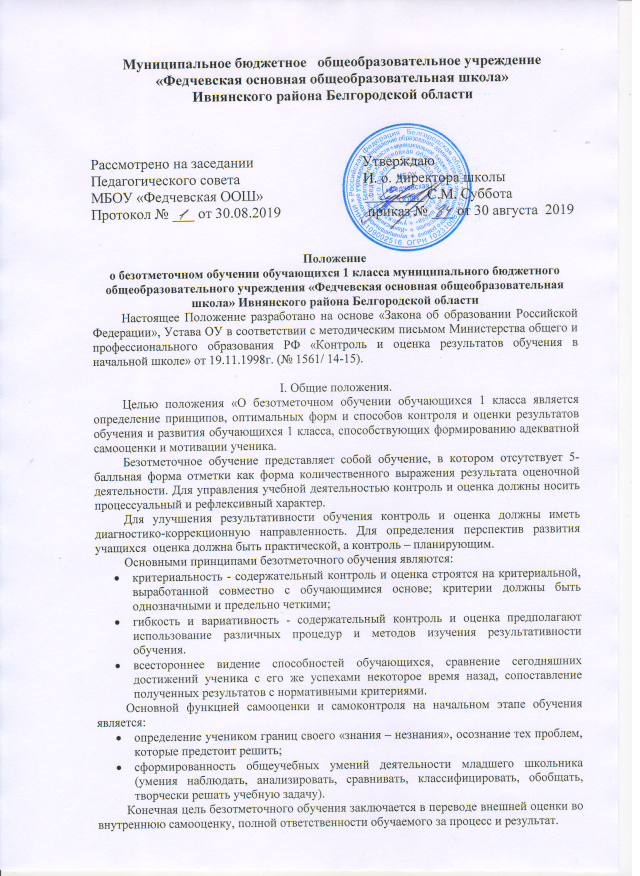 Муниципальное бюджетное общеобразовательное учреждение
«Федчевская основная общеобразовательная школа»
Ивнянского района Белгородской области
Рассмотрено на заседании
Педагогического совета
МБОУ «Федчевская ООШ»
Протокол № 1 от 30.08.2019
Утверждаю
И. о. директора школы
С.М. Суббота
приказ № от 30 августа 2019
Положение
о безотметочном обучении обучающихся 1 класса муниципального бюджетного
общеобразовательного учреждения «Федчевская основная общеобразовательная
школа» Ивнянского района Белгородской области
Настоящее Положение разработано на основе «Закона об образовании Российской
Федерации», Устава ОУ в соответствии с методическим письмом Министерства общего и
профессионального образования РФ «Контроль и оценка результатов обучения в
начальной школе» от 19.11.1998г. (№ 1561/ 14-15).
I. Общие положения.
Целью положения «О безотметочном обучении обучающихся 1 класса является
определение принципов, оптимальных форм и способов контроля и оценки результатов
обучения и развития обучающихся 1 класса, способствующих формированию адекватной
самооценки и мотивации ученика.
Безотметочное обучение представляет собой обучение, в котором отсутствует 5-
балльная форма отметки как форма количественного выражения результата оценочной
деятельности. Для управления учебной деятельностью контроль и оценка должны носить
процессуальный и рефлексивный характер.
Для улучшения результативности обучения контроль и оценка должны иметь
диагностико-коррекционную направленность. Для определения перспектив развития
учащихся оценка должна быть практической, а контроль – планирующим.
Основными принципами безотметочного обучения являются:
• критериальность - содержательный контроль и оценка строятся на критериальной,
выработанной совместно с обучающимися основе; критерии должны быть
однозначными и предельно четкими;
• гибкость и вариативность - содержательный контроль и оценка предполагают
использование различных процедур и методов изучения результативности
обучения.
• всестороннее видение способностей обучающихся, сравнение сегодняшних
достижений ученика с его же успехами некоторое время назад, сопоставление
полученных результатов с нормативными критериями.
Основной функцией самооценки и самоконтроля на начальном этапе обучения
является:
• определение учеником границ своего «знания – незнания», осознание тех проблем,
которые предстоит решить;
• сформированность общеучебных умений деятельности младшего школьника
(умения наблюдать, анализировать, сравнивать, классифицировать, обобщать,
творчески решать учебную задачу).
Конечная цель безотметочного обучения заключается в переводе внешней оценки во
внутреннюю самооценку, полной ответственности обучаемого за процесс и результат.